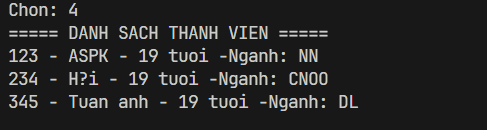 Chon: 4
===== DANH SACH THANH VIEN =====
123 - ASPK - 19 tuoi -Nganh: NN
234 - H?i - 19 tuoi -Nganh: CNOO
345 - Tuan anh - 19 tuoi -Nganh: DL